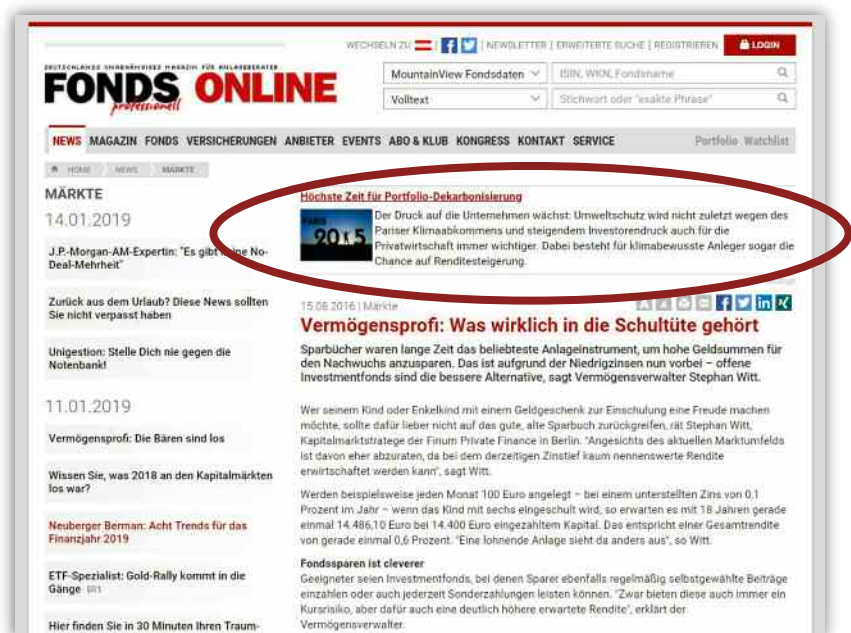 WECHSELN ZU | NEWSLETTER | ERWEITERTE SUCHE | REGISTRIEREN LOGIN
DEUTSCHLANDS UNABHÄNGIGES MAGAZIN FÜR ANLAGEBERATER
FONDS ONLINE
professionell
MountainView Fondsdaten ISIN, WKN, Fondsname
Volltext Stichwort oder "exakte Phrase"
NEWS MAGAZIN FONDS VERSICHERUNGEN ANBIETER EVENTS ABO & KLUB KONGRESS KONTAKT SERVICE Portfolio Watchlist
HOME NEWS MÄRKTE
MÄRKTE
14.01.2019
J.P.-Morgan-AM-Expertin: "Es gibt keine No-
Deal-Mehrheit"
Zurück aus dem Urlaub? Diese News sollten
Sie nicht verpasst haben
Unigestion: Stelle Dich nie gegen die
Notenbank!
11.01.2019
Vermögensprofi: Die Bären sind los
Wissen Sie, was 2018 an den Kapitalmärkten
los war?
Neuberger Berman: Acht Trends für das
Finanzjahr 2019
ETF-Spezialist: Gold-Rally kommt in die
Gänge
Hier finden Sie in 30 Minuten Ihren Traum-
Höchste Zeit für Portfolio-Dekarbonisierung
PARIS
2015
Der Druck auf die Unternehmen wächst: Umweltschutz wird nicht zuletzt wegen des
Pariser Klimaabkommens und steigendem Investorendruck auch für die
Privatwirtschaft immer wichtiger. Dabei besteht für klimabewusste Anleger sogar die
Chance auf Renditesteigerung.
15.08.2016 | Märkte
Vermögensprofi: Was wirklich in die Schultüte gehört
Sparbücher waren lange Zeit das beliebteste Anlageinstrument, um hohe Geldsummen für
den Nachwuchs anzusparen. Das ist aufgrund der Niedrigzinsen nun vorbei – offene
Investmentfonds sind die bessere Alternative, sagt Vermögensverwalter Stephan Witt.
Wer seinem Kind oder Enkelkind mit einem Geldgeschenk zur Einschulung eine Freude machen
möchte, sollte dafür lieber nicht auf das gute, alte Sparbuch zurückgreifen, rät Stephan Witt,
Kapitalmarktstratege der Finum Private Finance in Berlin. "Angesichts des aktuellen Marktumfelds
ist davon eher abzuraten, da bei dem derzeitigen Zinstief kaum nennenswerte Rendite
erwirtschaftet werden kann", sagt Witt.
Werden beispielsweise jeden Monat 100 Euro angelegt – bei einem unterstellten Zins von 0,1
Prozent im Jahr – wenn das Kind mit sechs eingeschult wird, so erwarten es mit 18 Jahren gerade
einmal 14.486,10 Euro bei 14.400 Euro eingezahltem Kapital. Das entspricht einer Gesamtrendite
von gerade einmal 0,6 Prozent. "Eine lohnende Anlage sieht da anders aus", so Witt.
Fondssparen ist cleverer
Geeigneter seien Investmentfonds, bei denen Sparer ebenfalls regelmäßig selbstgewählte Beiträge
einzahlen oder auch jederzeit Sonderzahlungen leisten können. "Zwar bieten diese auch immer ein
Kursrisiko, aber dafür auch eine deutlich höhere erwartete Rendite", erklärt der
Vermögensverwalter.